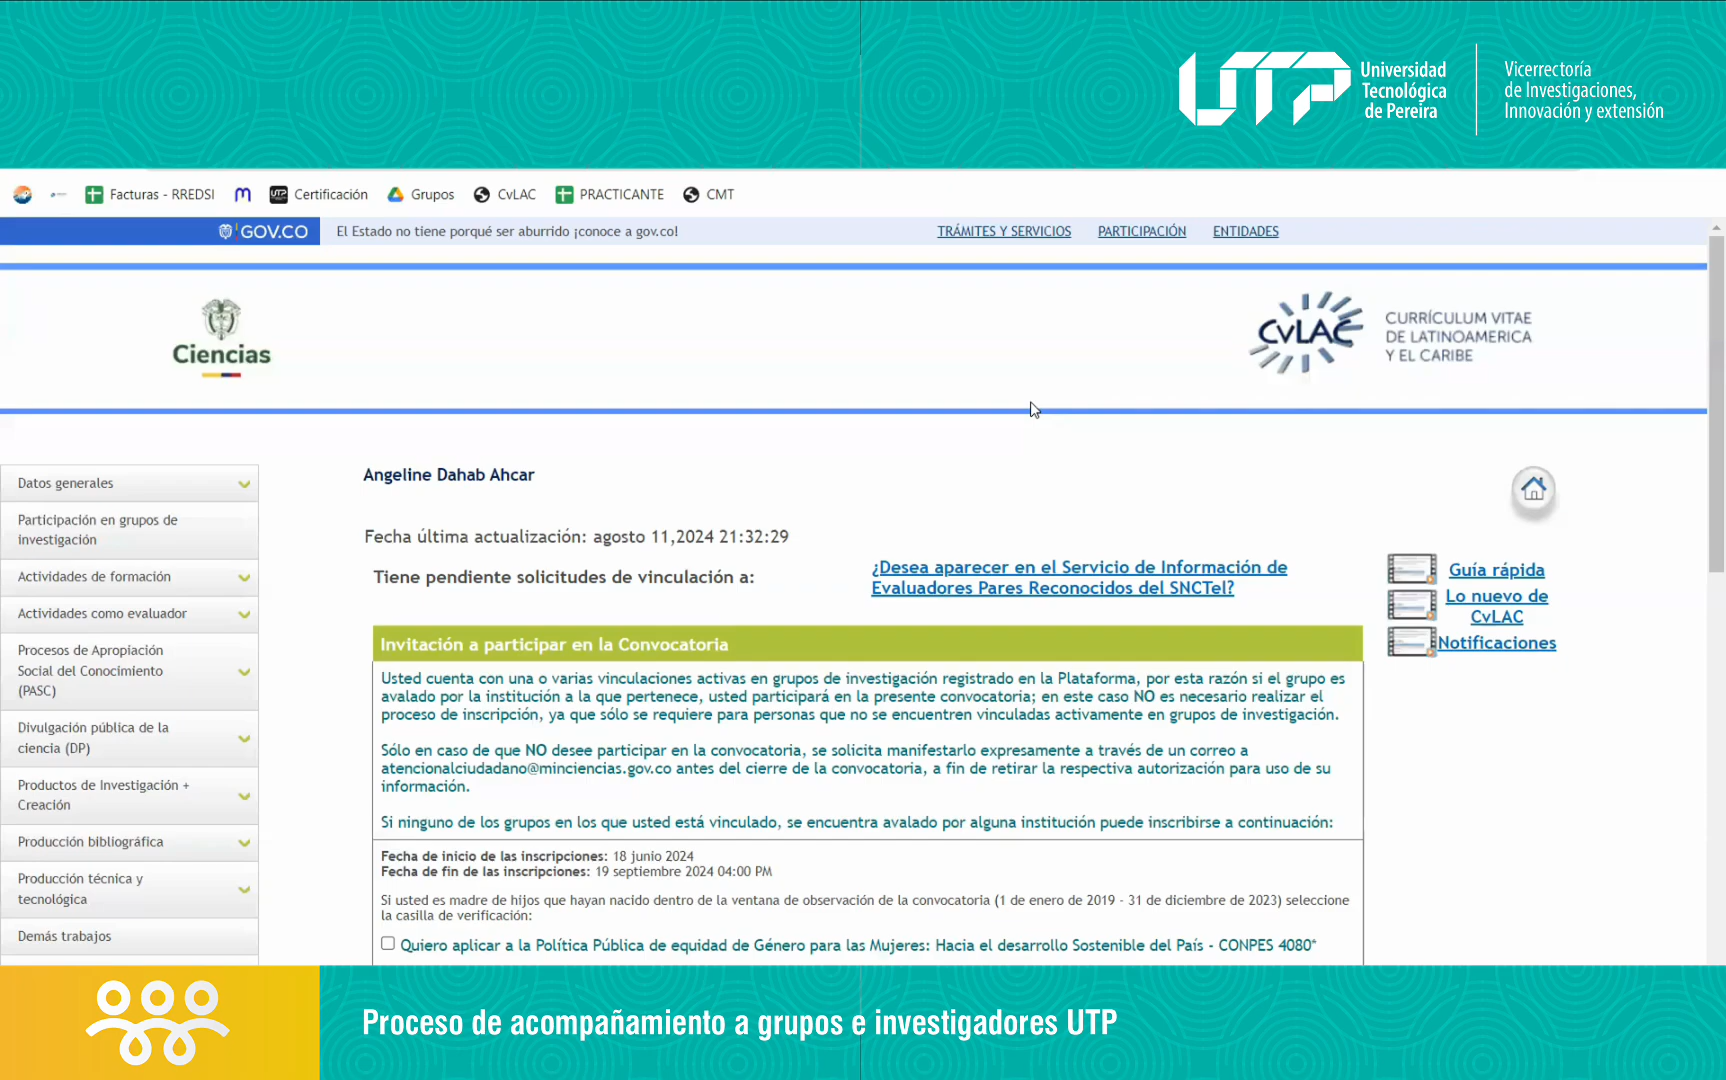 UTP Universidad Tecnológica de Pereira
Vicerrectoría de Investigaciones, Innovación y extensión
Facturas - RREDSI
UTP Certificación
Grupos
CvLAC
PRACTICANTE
CMT
GOV.CO
El Estado no tiene porqué ser aburrido ¡conoce a gov.co!
TRÁMITES Y SERVICIOS
PARTICIPACIÓN
ENTIDADES
Ciencias
CvLAC
CURRÍCULUM VITAE
DE LATINOAMERICA
Y EL CARIBE
Datos generales
Participación en grupos de
investigación
Actividades de formación
Actividades como evaluador
Procesos de Apropiación
Social del Conocimiento
(PASC)
Divulgación pública de la
ciencia (DP)
Productos de Investigación +
Creación
Producción bibliográfica
Producción técnica y
tecnológica
Demás trabajos
Angeline Dahab Ahcar
Fecha última actualización: agosto 11,2024 21:32:29
Tiene pendiente solicitudes de vinculación a:
¿Desea aparecer en el Servicio de Información de
Evaluadores Pares Reconocidos del SNCTeI?
Guía rápida
Lo nuevo de
CvLAC
Notificaciones
Invitación a participar en la Convocatoria
Usted cuenta con una o varias vinculaciones activas en grupos de investigación registrado en la Plataforma, por esta razón si el grupo es
avalado por la institución a la que pertenece, usted participará en la presente convocatoria; en este caso NO es necesario realizar el
proceso de inscripción, ya que sólo se requiere para personas que no se encuentren vinculadas activamente en grupos de investigación.
Sólo en caso de que NO desee participar en la convocatoria, se solicita manifestarlo expresamente a través de un correo a
atencionalciudadano@minciencias.gov.co antes del cierre de la convocatoria, a fin de retirar la respectiva autorización para uso de su
información.
Si ninguno de los grupos en los que usted está vinculado, se encuentra avalado por alguna institución puede inscribirse a continuación:
Fecha de inicio de las inscripciones: 18 junio 2024
Fecha de fin de las inscripciones: 19 septiembre 2024 04:00 PM
Si usted es madre de hijos que hayan nacido dentro de la ventana de observación de la convocatoria (1 de enero de 2019 - 31 de diciembre de 2023) seleccione
la casilla de verificación:
Quiero aplicar a la Política Pública de equidad de Género para las Mujeres: Hacia el desarrollo Sostenible del País - CONPES 4080*
Proceso de acompañamiento a grupos e investigadores UTP